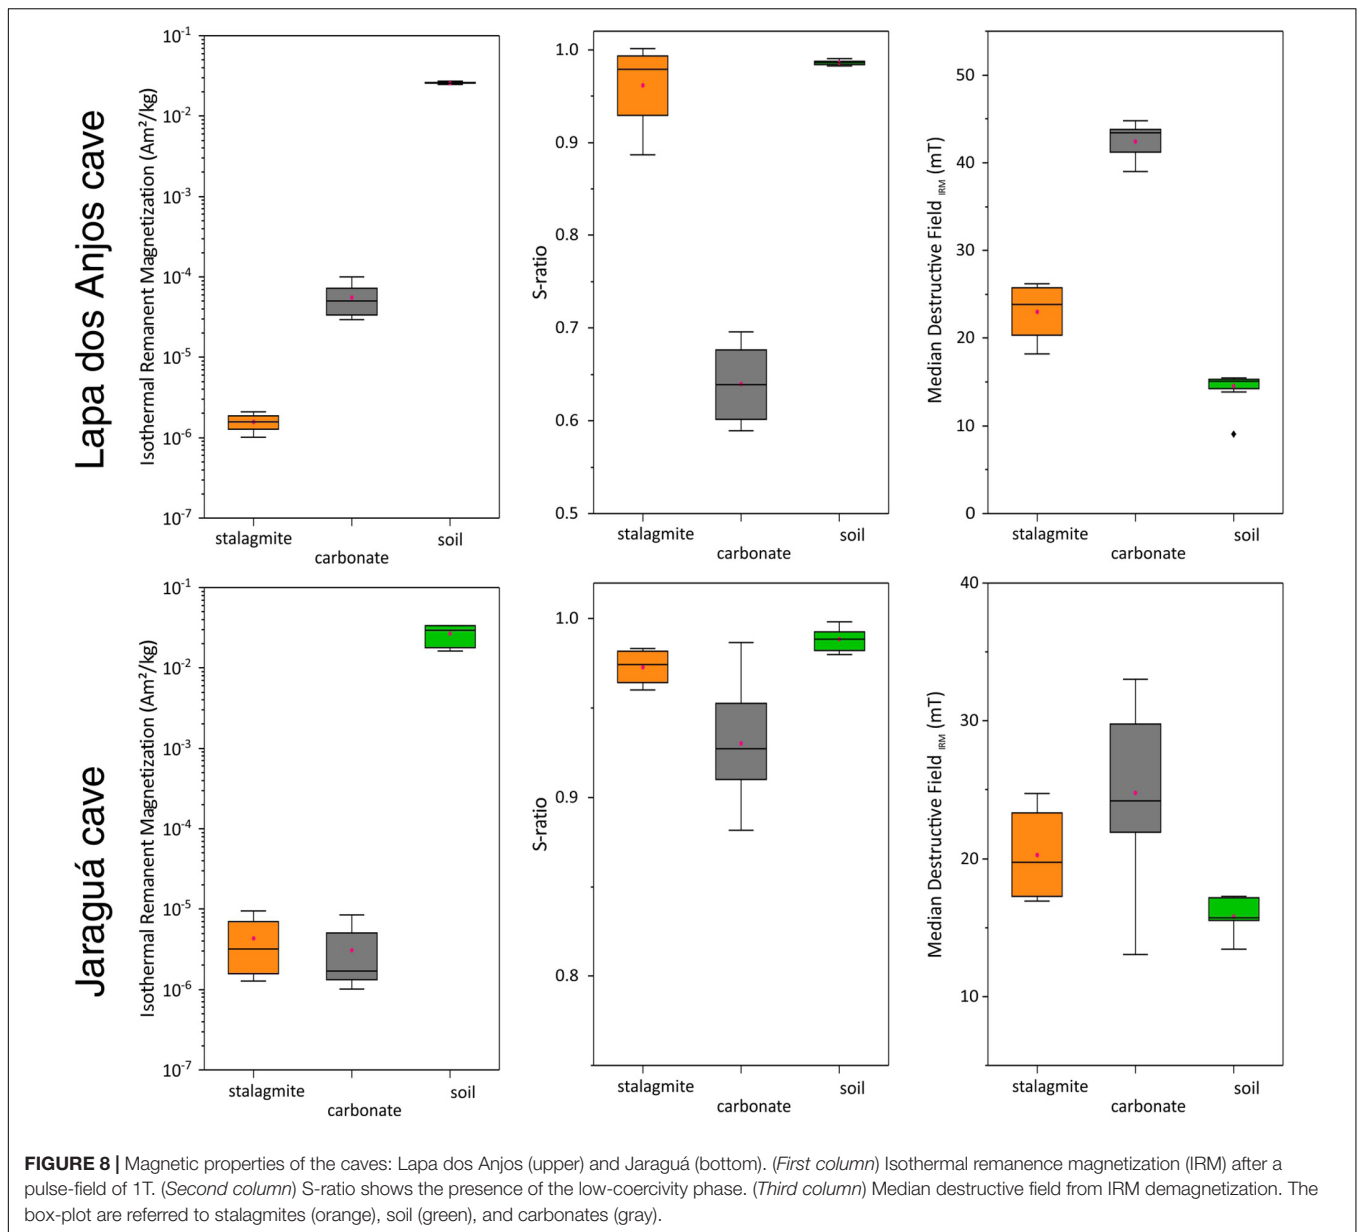 Lapa dos Anjos cave
Isothermal Remanent Magnetization (Am²/kg)
10⁻¹
10⁻²
10⁻³
10⁻⁴
10⁻⁵
10⁻⁶
10⁻⁷
stalagmite
carbonate
soil
S-ratio
1.0
0.9
0.8
0.7
0.6
0.5
stalagmite
carbonate
soil
Median Destructive Field IRM (mT)
50
40
30
20
10
0
stalagmite
carbonate
soil
Jaraguá cave
Isothermal Remanent Magnetization (Am²/kg)
10⁻¹
10⁻²
10⁻³
10⁻⁴
10⁻⁵
10⁻⁶
10⁻⁷
stalagmite
carbonate
soil
S-ratio
1.0
0.9
0.8
stalagmite
carbonate
soil
Median Destructive Field IRM (mT)
40
30
20
10
stalagmite
carbonate
soil
FIGURE 8 | Magnetic properties of the caves: Lapa dos Anjos (upper) and Jaraguá (bottom). (First column) Isothermal remanence magnetization (IRM) after a
pulse-field of 1T. (Second column) S-ratio shows the presence of the low-coercivity phase. (Third column) Median destructive field from IRM demagnetization. The
box-plot are referred to stalagmites (orange), soil (green), and carbonates (gray).